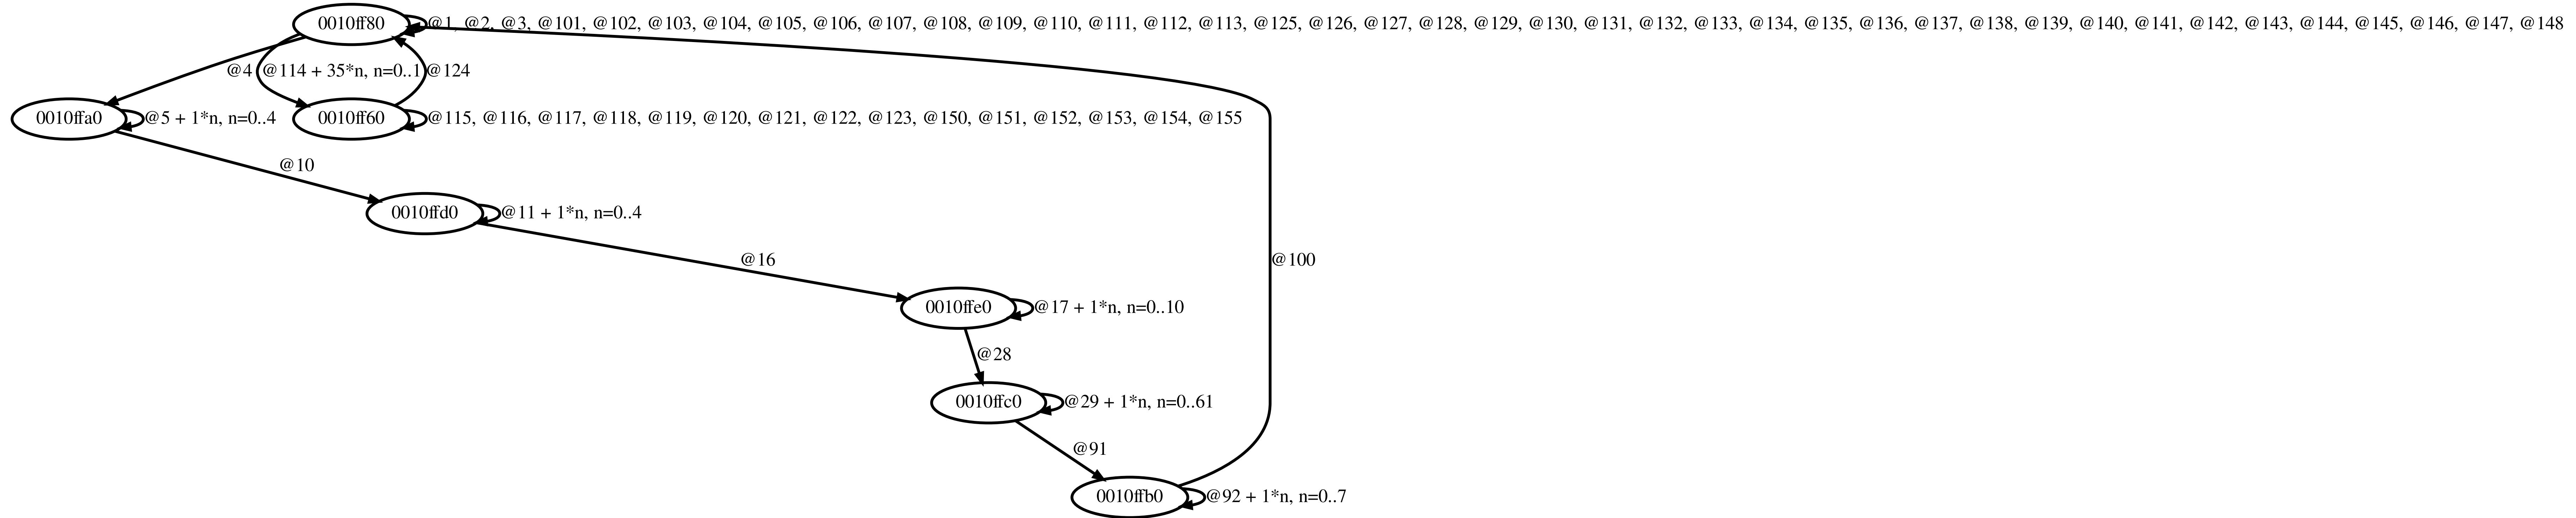 0010ff80
@1, @2, @3, @101, @102, @103, @104, @105, @106, @107, @108, @109, @110, @111, @112, @113, @125, @126, @127, @128, @129, @130, @131, @132, @133, @134, @135, @136, @137, @138, @139, @140, @141, @142, @143, @144, @145, @146, @147, @148
@4
@114 + 35*n, n=0..1
@124
0010ffa0
@5 + 1*n, n=0..4
0010ff60
@115, @116, @117, @118, @119, @120, @121, @122, @123, @150, @151, @152, @153, @154, @155
@10
0010ffd0
@11 + 1*n, n=0..4
@16
@100
0010ffe0
@17 + 1*n, n=0..10
@28
0010ffc0
@29 + 1*n, n=0..61
@91
0010ffb0
@92 + 1*n, n=0..7